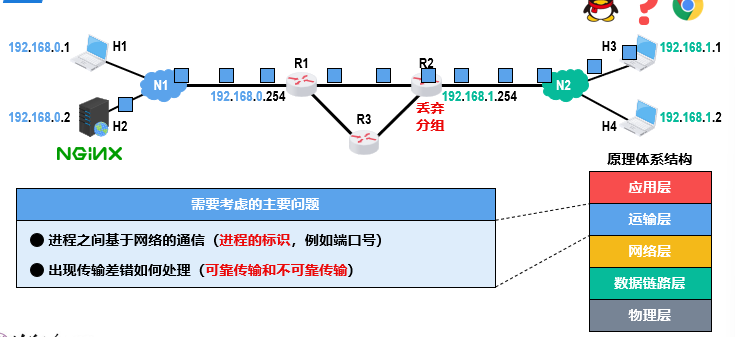 192.168.0.1
H1
H3
192.168.1.1
N1
R1
R2
N2
192.168.0.254
192.168.1.254
192.168.0.2
H2
R3
丢弃
分组
H4
192.168.1.2
NGiNX
原理体系结构
应用层
运输层
网络层
数据链路层
物理层
需要考虑的主要问题
● 进程之间基于网络的通信（进程的标识，例如端口号）
● 出现传输差错如何处理（可靠传输和不可靠传输）